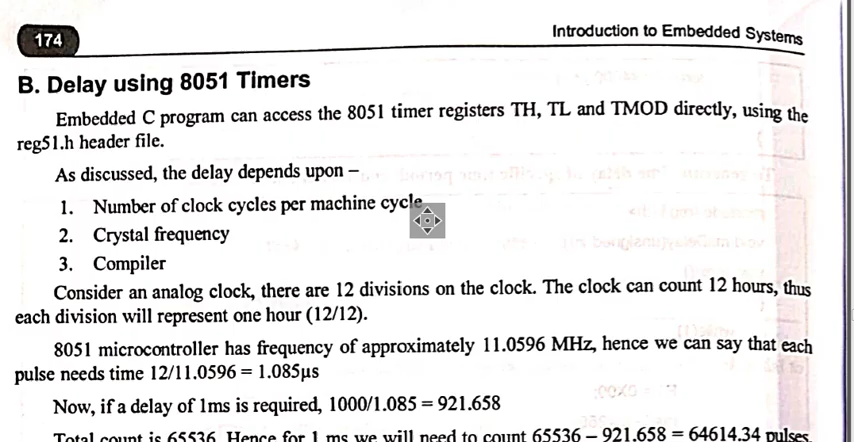 174
Introduction to Embedded Systems
B. Delay using 8051 Timers
Embedded C program can access the 8051 timer registers TH, TL and TMOD directly, using the
reg51.h header file.
As discussed, the delay depends upon –
1. Number of clock cycles per machine cycle
2. Crystal frequency
3. Compiler
Consider an analog clock, there are 12 divisions on the clock. The clock can count 12 hours, thus
each division will represent one hour (12/12).
8051 microcontroller has frequency of approximately 11.0596 MHz, hence we can say that each
pulse needs time 12/11.0596 = 1.085µs
Now, if a delay of 1ms is required, 1000/1.085 = 921.658
Total count is 65536. Hence for 1 ms we will need to count 65536 – 921.658 = 64614.34 pulses.